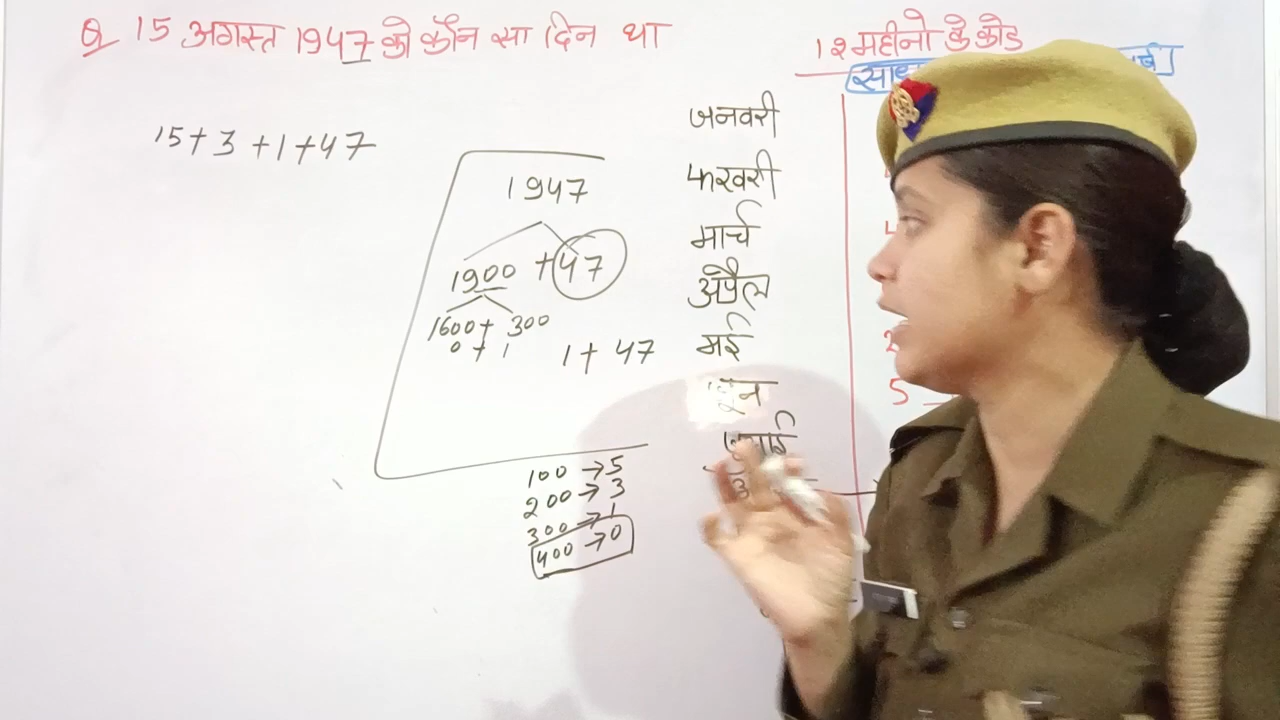 Q 15 अगस्त 1947 को कौन सा दिन था
12 महीनो के कोड
15+3+1+47
1947
1900 + 47
1600+ 300
0 + 1
1 + 47
100 → 5
200 → 3
300 → 1
400 → 0
जनवरी
फरवरी
मार्च
अप्रैल
मई
जून
जुलाई
5